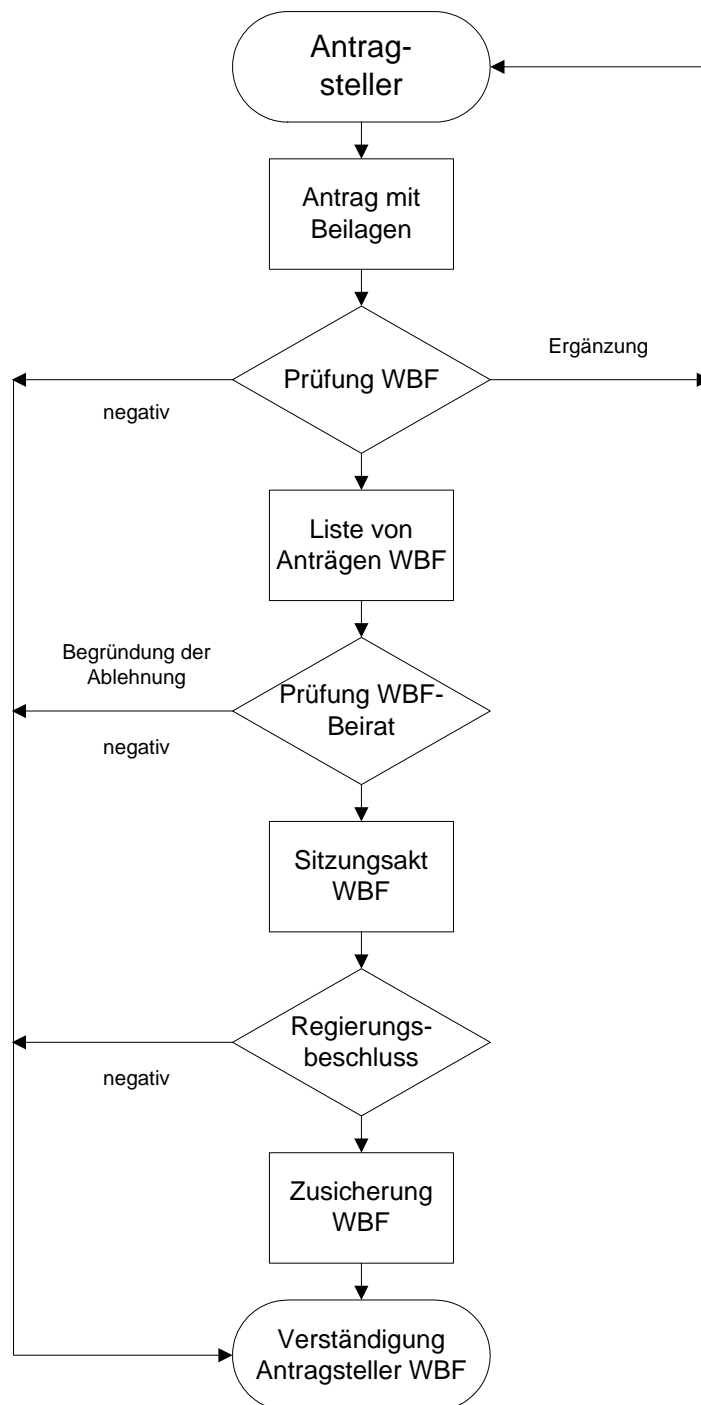 Antrag-
steller
Antrag mit
Beilagen
Ergänzung
Prüfung WBF
negativ
Liste von
Anträgen WBF
Begründung der
Ablehnung
Prüfung WBF-
Beirat
negativ
Sitzungsakt
WBF
Regierungs-
beschluss
negativ
Zusicherung
WBF
Verständigung
Antragsteller WBF